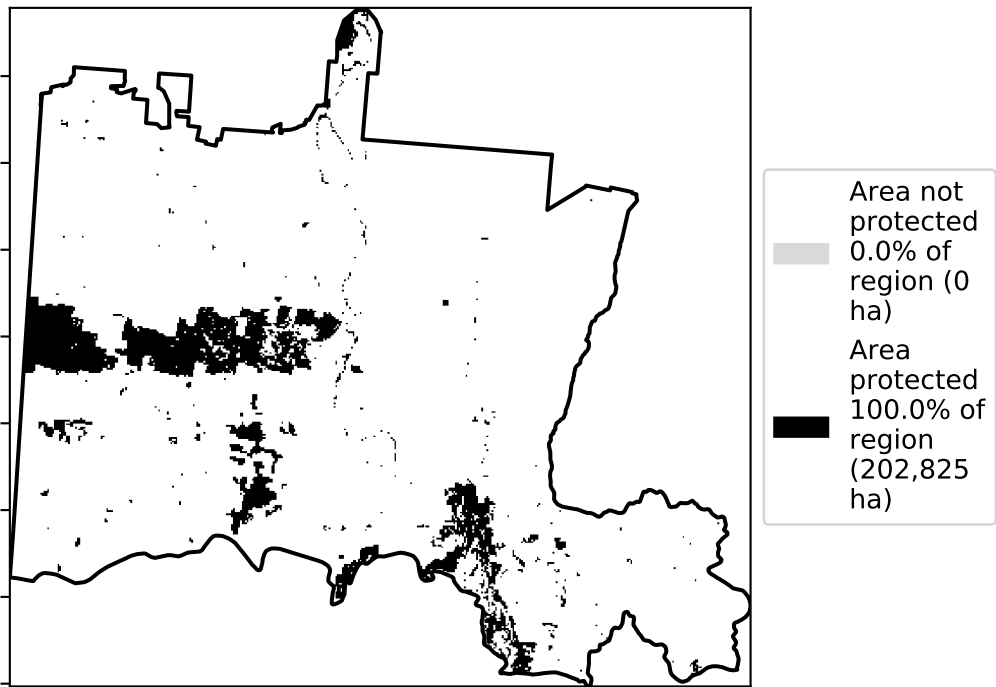 Area not
protected
0.0% of
region (0
ha)
Area
protected
100.0% of
region
(202,825
ha)